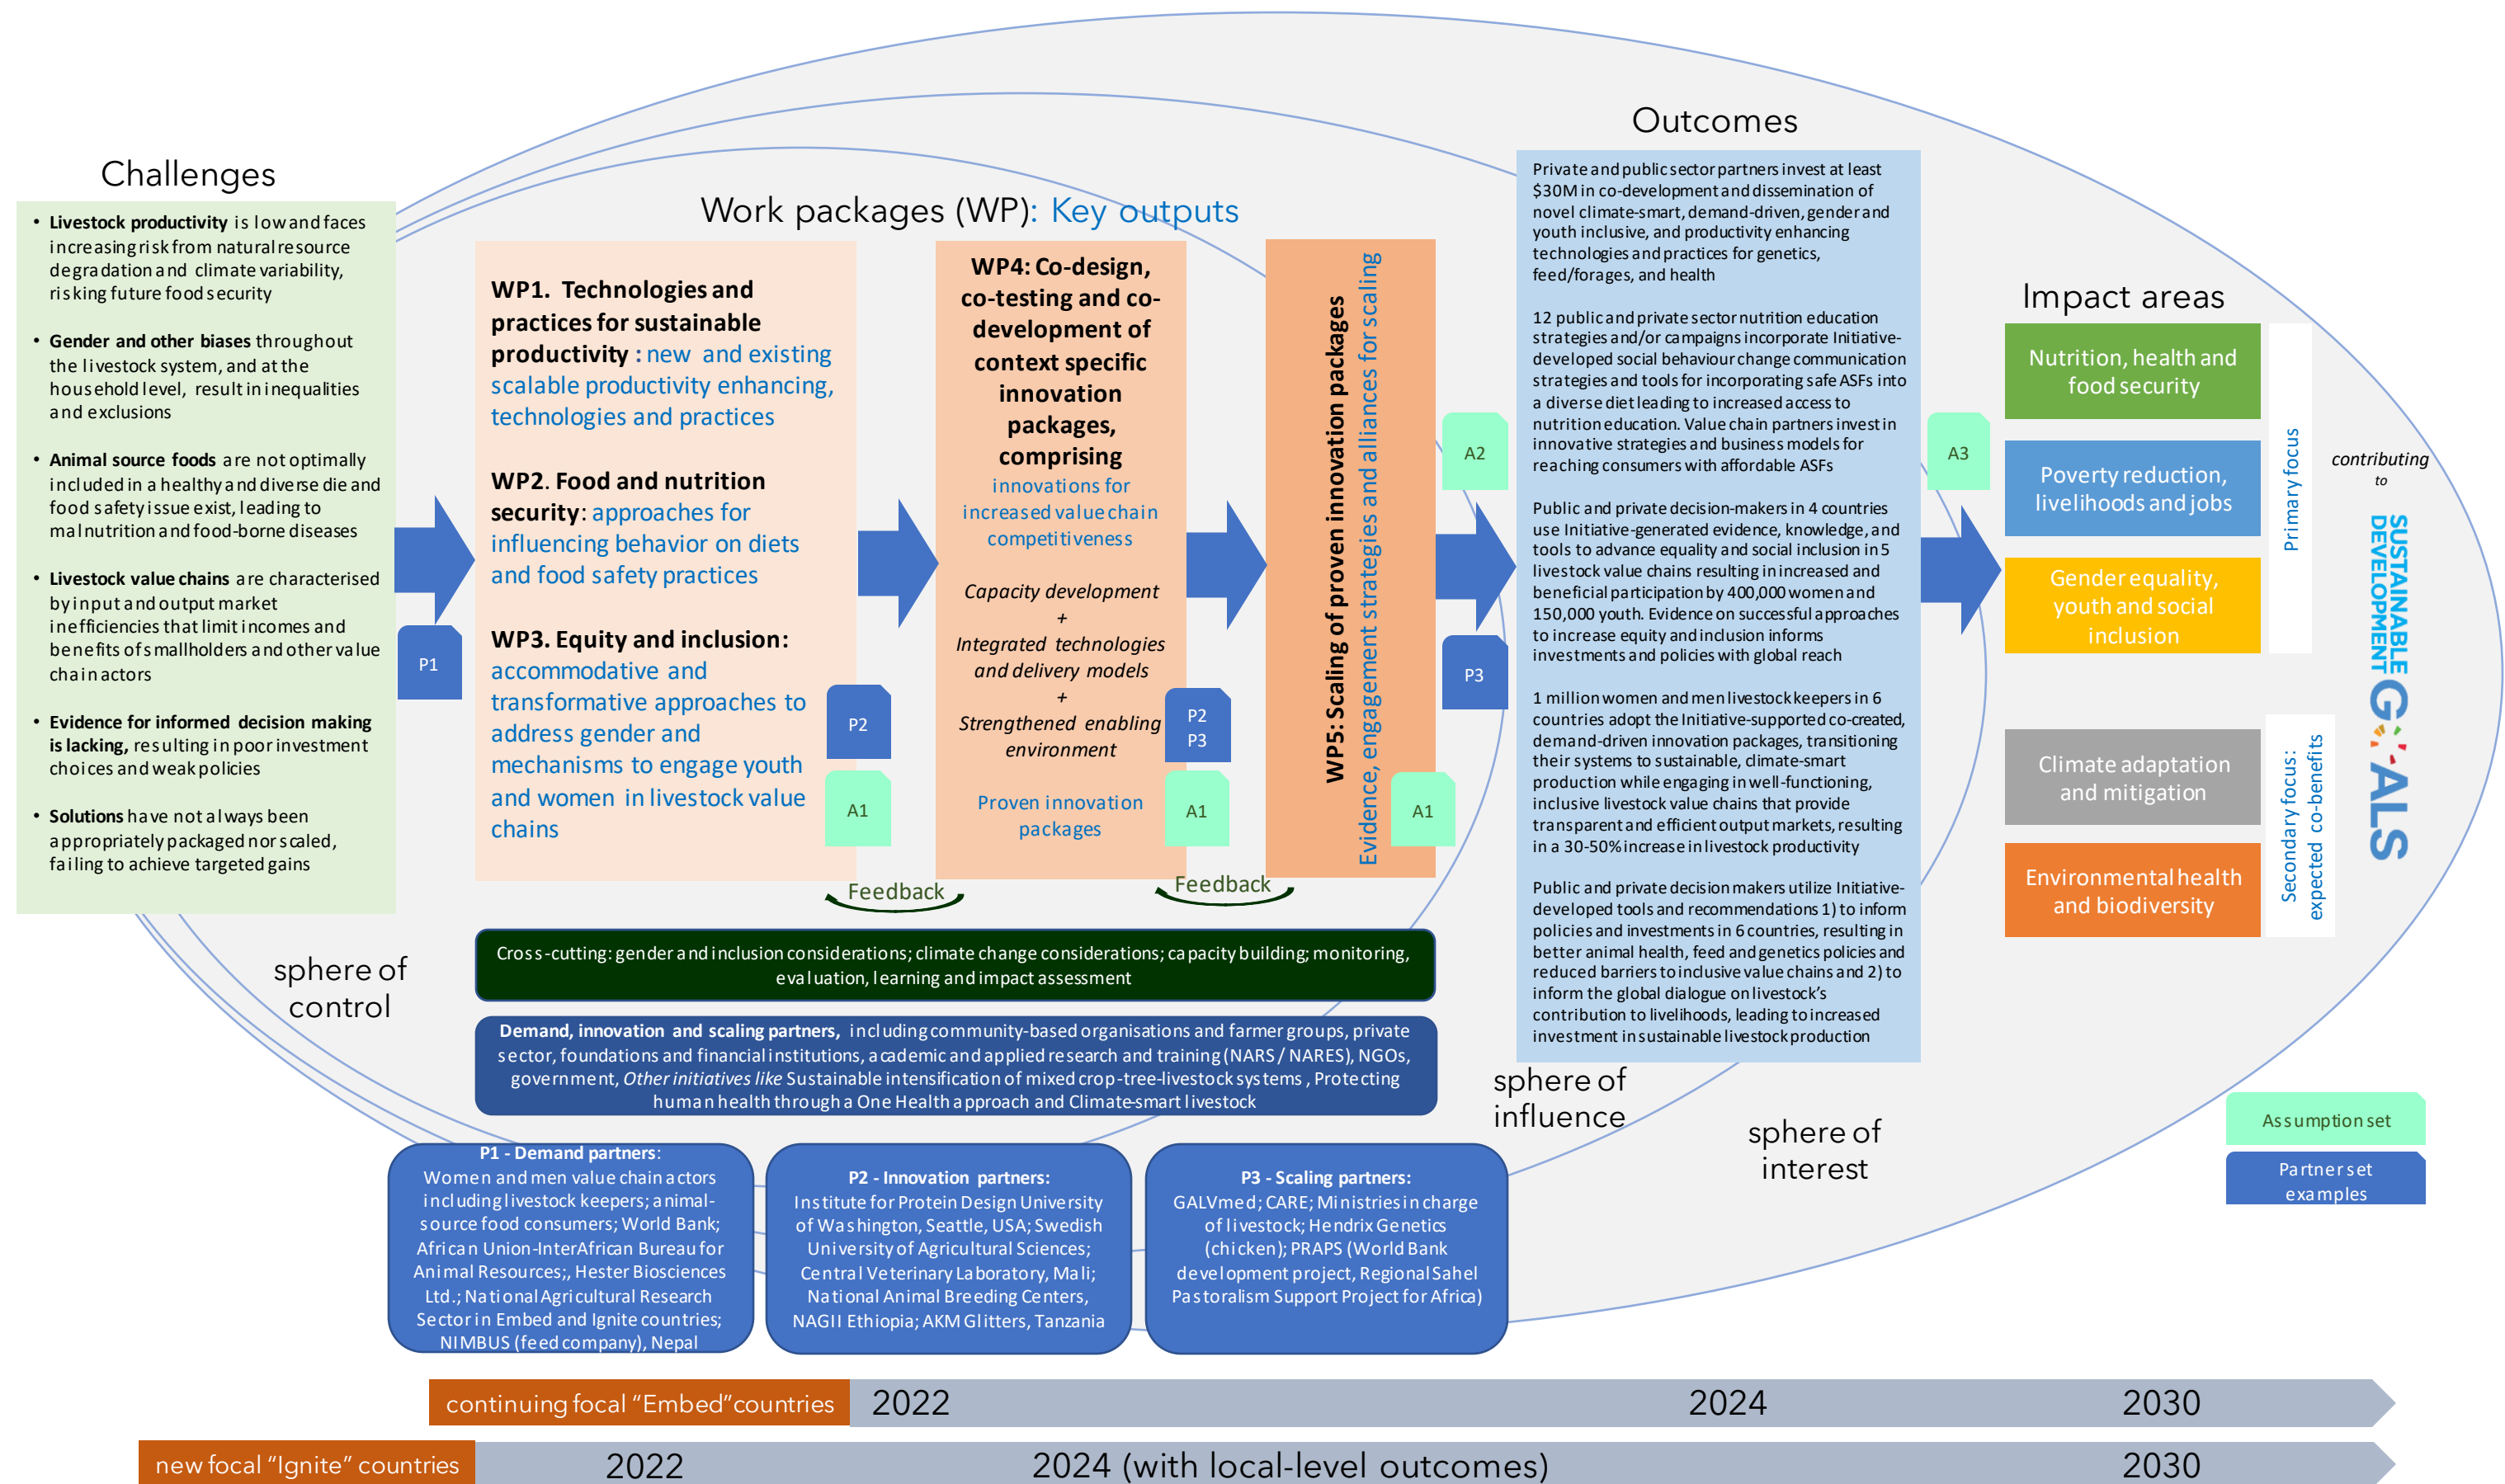 Challenges
• Livestock productivity is low and faces
increasing risk from natural resource
degradation and climate variability,
risking future food security
• Gender and other biases throughout
the livestock system, and at the
household level, result in inequalities
and exclusions
• Animal source foods are not optimally
included in a healthy and diverse die and
food safety issue exist, leading to
malnutrition and food-borne diseases
• Livestock value chains are characterised
by input and output market
inefficiencies that limit incomes and
benefits of smallholders and other value
chain actors
• Evidence for informed decision making
is lacking, resulting in poor investment
choices and weak policies
• Solutions have not always been
appropriately packaged nor scaled,
failing to achieve targeted gains
P1
Work packages (WP): Key outputs
WP1. Technologies and
practices for sustainable
productivity : new and existing
scalable productivity enhancing,
technologies and practices
WP2. Food and nutrition
security: approaches for
influencing behavior on diets
and food safety practices
WP3. Equity and inclusion:
accommodative and
transformative approaches to
address gender and
mechanisms to engage youth
and women in livestock value
chains
P2
A1
WP4: Co-design,
co-testing and co-
development of
context specific
innovation
packages,
comprising
innovations for
increased value chain
competitiveness
Capacity development
+
Integrated technologies
and delivery models
+
Strengthened enabling
environment
Proven innovation
packages
P2
P3
A1
WP5: Scaling of proven innovation packages
Evidence, engagement strategies and alliances for scaling
A1
A2
P3
Feedback
Feedback
Outcomes
Private and public sector partners invest at least
$30M in co-development and dissemination of
novel climate-smart, demand-driven, gender and
youth inclusive, and productivity enhancing
technologies and practices for genetics,
feed/forages, and health
12 public and private sector nutrition education
strategies and/or campaigns incorporate Initiative-
developed social behaviour change communication
strategies and tools for incorporating safe ASFs into
a diverse diet leading to increased access to
nutrition education. Value chain partners invest in
innovative strategies and business models for
reaching consumers with affordable ASFs
Public and private decision-makers in 4 countries
use Initiative-generated evidence, knowledge, and
tools to advance equality and social inclusion in 5
livestock value chains resulting in increased and
beneficial participation by 400,000 women and
150,000 youth. Evidence on successful approaches
to increase equity and inclusion informs
investments and policies with global reach
1 million women and men livestock keepers in 6
countries adopt the Initiative-supported co-created,
demand-driven innovation packages, transitioning
their systems to sustainable, climate-smart
production while engaging in well-functioning,
inclusive livestock value chains that provide
transparent and efficient output markets, resulting
in a 30-50% increase in livestock productivity
Public and private decision makers utilize Initiative-
developed tools and recommendations 1) to inform
policies and investments in 6 countries, resulting in
better animal health, feed and genetics policies and
reduced barriers to inclusive value chains and 2) to
inform the global dialogue on livestock’s
contribution to livelihoods, leading to increased
investment in sustainable livestock production
A3
Impact areas
Nutrition, health and
food security
Poverty reduction,
livelihoods and jobs
Gender equality,
youth and social
inclusion
Primary focus
Climate adaptation
and mitigation
Environmental health
and biodiversity
Secondary focus:
expected co-benefits
contributing
to
SUSTAINABLE
DEVELOPMENT
GOALS
sphere of
control
Cross-cutting: gender and inclusion considerations; climate change considerations; capacity building; monitoring,
evaluation, learning and impact assessment
Demand, innovation and scaling partners, including community-based organisations and farmer groups, private
sector, foundations and financial institutions, academic and applied research and training (NARS / NARES), NGOs,
government, Other initiatives like Sustainable intensification of mixed crop-tree-livestock systems , Protecting
human health through a One Health approach and Climate-smart livestock
sphere of
influence
sphere of
interest
Assumption set
Partner set
examples
P1 - Demand partners:
Women and men value chain actors
including livestock keepers; animal-
source food consumers; World Bank;
African Union-InterAfrican Bureau for
Animal Resources;, Hester Biosciences
Ltd.; National Agricultural Research
Sector in Embed and Ignite countries;
NIMBUS (feed company), Nepal
P2 - Innovation partners:
Institute for Protein Design University
of Washington, Seattle, USA; Swedish
University of Agricultural Sciences;
Central Veterinary Laboratory, Mali;
National Animal Breeding Centers,
NAGII Ethiopia; AKM Glitters, Tanzania
P3 - Scaling partners:
GALVmed; CARE; Ministries in charge
of livestock; Hendrix Genetics
(chicken); PRAPS (World Bank
development project, Regional Sahel
Pastoralism Support Project for Africa)
continuing focal “Embed”countries
2022
2024
2030
new focal “Ignite” countries
2022
2024 (with local-level outcomes)
2030